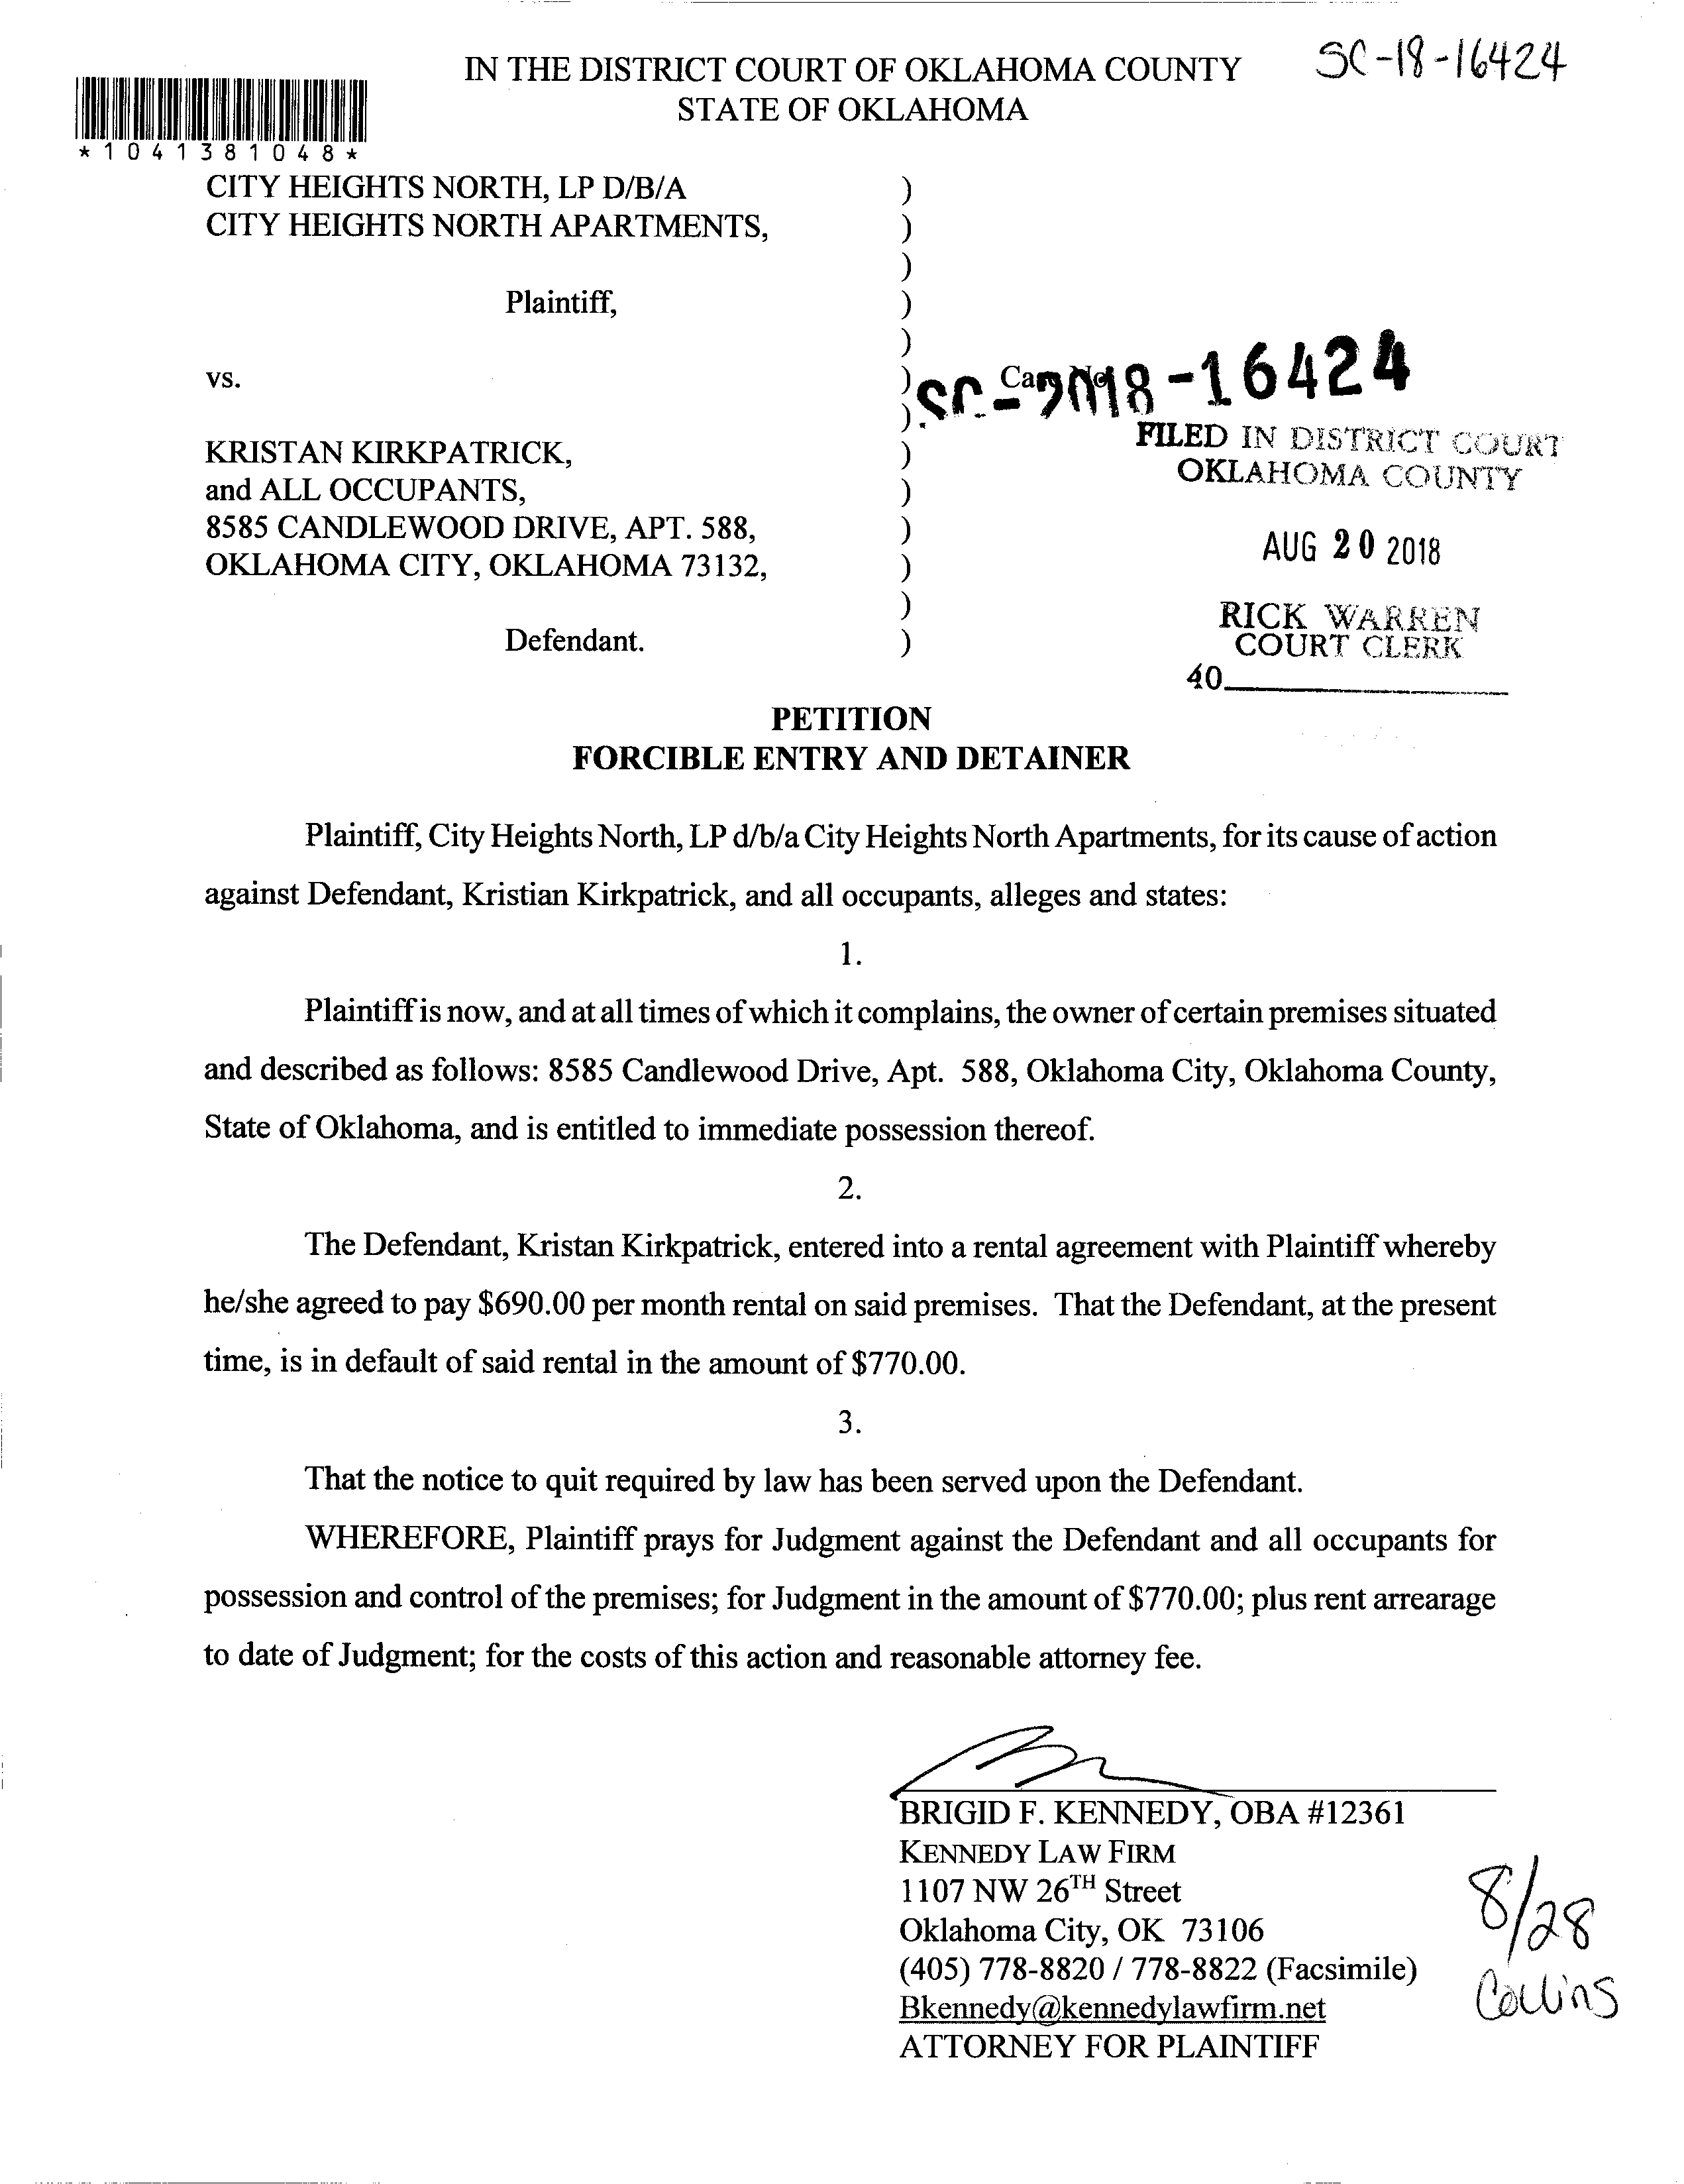 IN THE DISTRICT COURT OF OKLAHOMA COUNTY
SC-18-16424
STATE OF OKLAHOMA
*1041381048*
CITY HEIGHTS NORTH, LP D/B/A )
CITY HEIGHTS NORTH APARTMENTS, )
)
Plaintiff, )
)
vs. )
SC-2018-16424
)
FILED IN DISTRICT COURT
OKLAHOMA COUNTY
KRISTAN KIRKPATRICK, )
and ALL OCCUPANTS, )
8585 CANDLEWOOD DRIVE, APT. 588, )
OKLAHOMA CITY, OKLAHOMA 73132, )
AUG 20 2018
)
Defendant. )
RICK WARREN
COURT CLERK
40
PETITION
FORCIBLE ENTRY AND DETAINER
Plaintiff, City Heights North, LP d/b/a City Heights North Apartments, for its cause of action
against Defendant, Kristian Kirkpatrick, and all occupants, alleges and states:
1.
Plaintiff is now, and at all times of which it complains, the owner of certain premises situated
and described as follows: 8585 Candlewood Drive, Apt. 588, Oklahoma City, Oklahoma County,
State of Oklahoma, and is entitled to immediate possession thereof.
2.
The Defendant, Kristan Kirkpatrick, entered into a rental agreement with Plaintiff whereby
he/she agreed to pay $690.00 per month rental on said premises. That the Defendant, at the present
time, is in default of said rental in the amount of $770.00.
3.
That the notice to quit required by law has been served upon the Defendant.
WHEREFORE, Plaintiff prays for Judgment against the Defendant and all occupants for
possession and control of the premises; for Judgment in the amount of $770.00; plus rent arrearage
to date of Judgment; for the costs of this action and reasonable attorney fee.
BRIGID F. KENNEDY, OBA #12361
KENNEDY LAW FIRM
1107 NW 26TH Street
Oklahoma City, OK 73106
(405) 778-8820 / 778-8822 (Facsimile)
Bkennedy@kennedylawfirm.net
ATTORNEY FOR PLAINTIFF
8/28
Collins